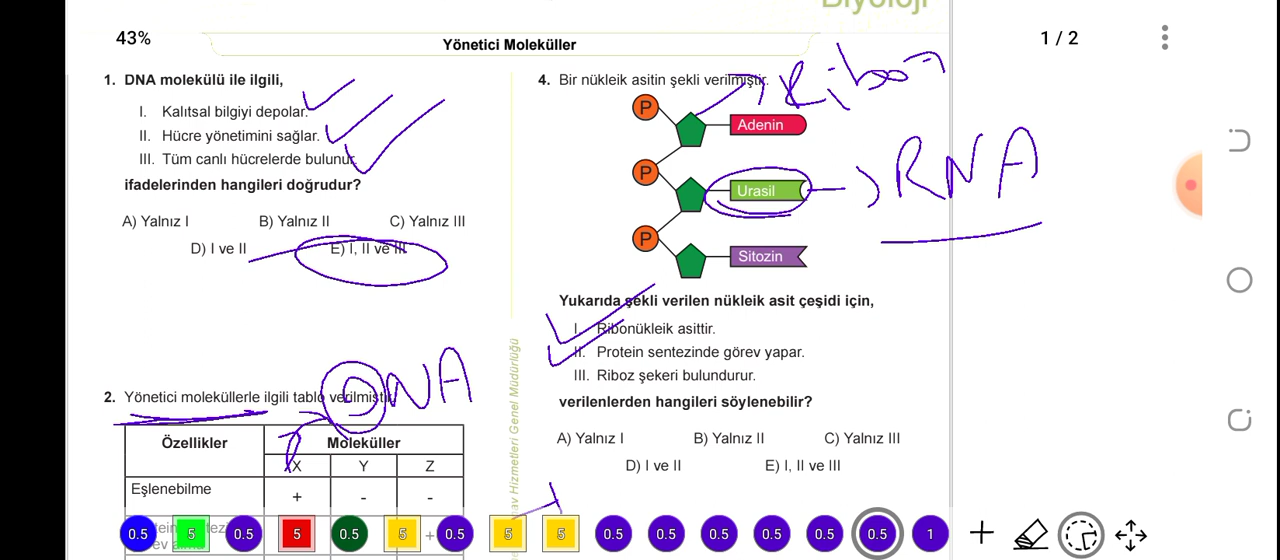 Biyoloji
43%
Yönetici Moleküller
1 / 2
1. DNA molekülü ile ilgili,
I. Kalıtsal bilgiyi depolar.
II. Hücre yönetimini sağlar.
III. Tüm canlı hücrelerde bulunur.
ifadelerinden hangileri doğrudur?
A) Yalnız I B) Yalnız II C) Yalnız III
D) I ve II E) I, II ve III
DNA
2. Yönetici moleküllerle ilgili tablo verilmiştir.
Özellikler Moleküller
X Y Z
Eşlenebilme + - -
+
4. Bir nükleik asitin şekli verilmiştir.
Riboz
P Adenin
P Urasil
RNA
P Sitozin
Yukarıda şekli verilen nükleik asit çeşidi için,
I. Ribonükleik asittir.
II. Protein sentezinde görev yapar.
III. Riboz şekeri bulundurur.
verilenlerden hangileri söylenebilir?
A) Yalnız I B) Yalnız II C) Yalnız III
D) I ve II E) I, II ve III
Hizmetleri Genel Müdürlüğü
0.5 5 0.5 5 0.5 5 0.5 5 5 0.5 0.5 0.5 0.5 0.5 0.5 1